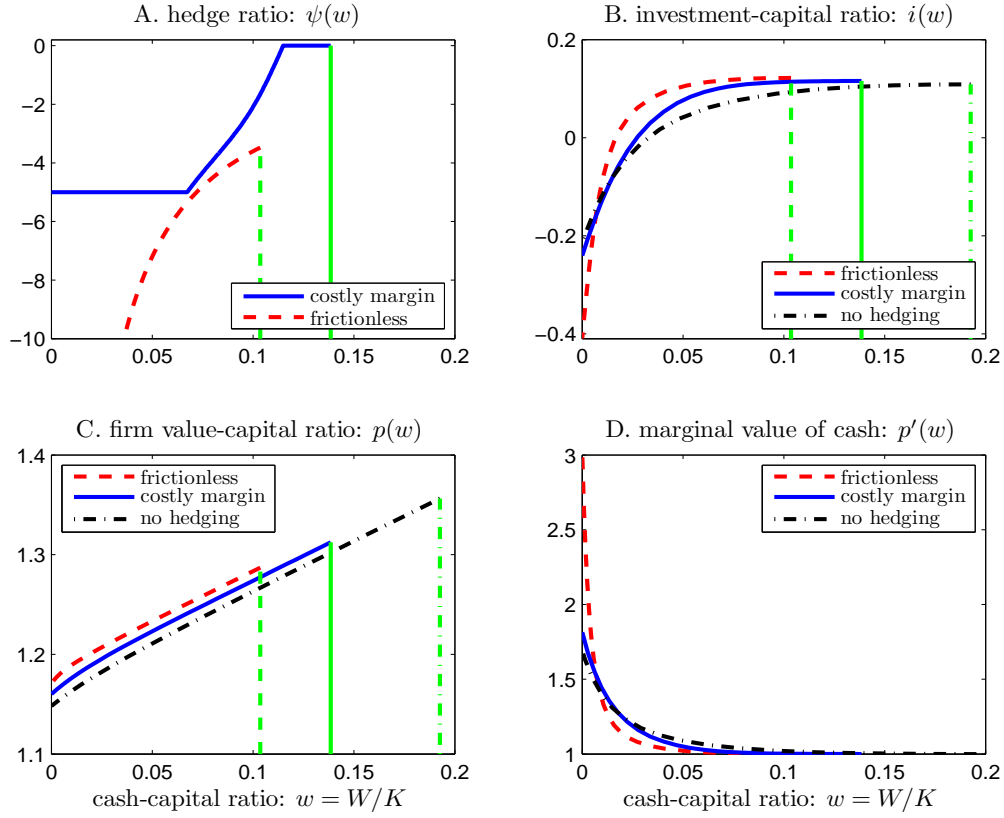 A. hedge ratio: ψ(w)
0
−2
−4
−6
−8
−10
costly margin
frictionless
0
0.05
0.1
0.15
0.2
B. investment-capital ratio: i(w)
0.2
0
−0.2
−0.4
frictionless
costly margin
no hedging
0
0.05
0.1
0.15
0.2
C. firm value-capital ratio: p(w)
1.4
1.3
1.2
1.1
frictionless
costly margin
no hedging
0
0.05
0.1
0.15
0.2
cash-capital ratio: w = W/K
D. marginal value of cash: p′(w)
3
2.5
2
1.5
1
frictionless
costly margin
no hedging
0
0.05
0.1
0.15
0.2
cash-capital ratio: w = W/K